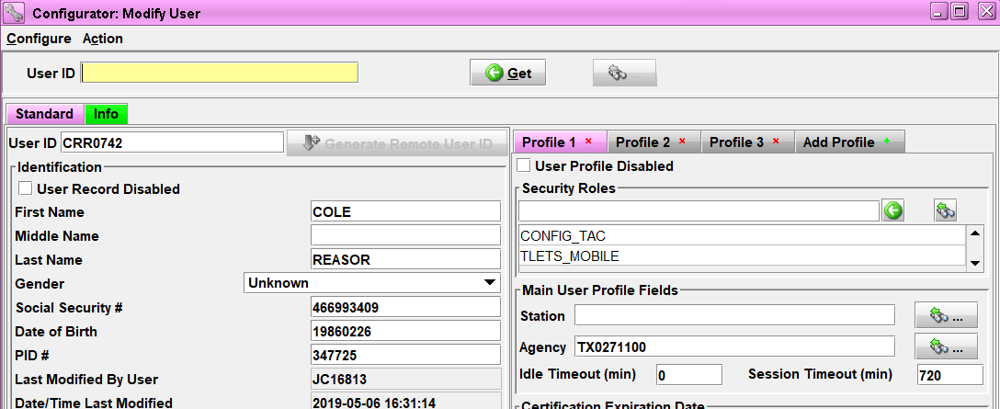 Configurator: Modify User
Configure Action
User ID
Get
...
Standard Info
User ID CRR0742 Generate Remote User ID
Identification
User Record Disabled
First Name COLE
Middle Name
Last Name REASOR
Gender Unknown
Social Security # 466993409
Date of Birth 19860226
PID # 347725
Last Modified By User JC16813
Date/Time Last Modified 2019-05-06 16:31:14
Profile 1 × Profile 2 × Profile 3 × Add Profile +
User Profile Disabled
Security Roles
CONFIG_TAC
TLETS_MOBILE
Main User Profile Fields
Station ...
Agency TX0271100 ...
Idle Timeout (min) 0 Session Timeout (min) 720
Certification Expiration Date